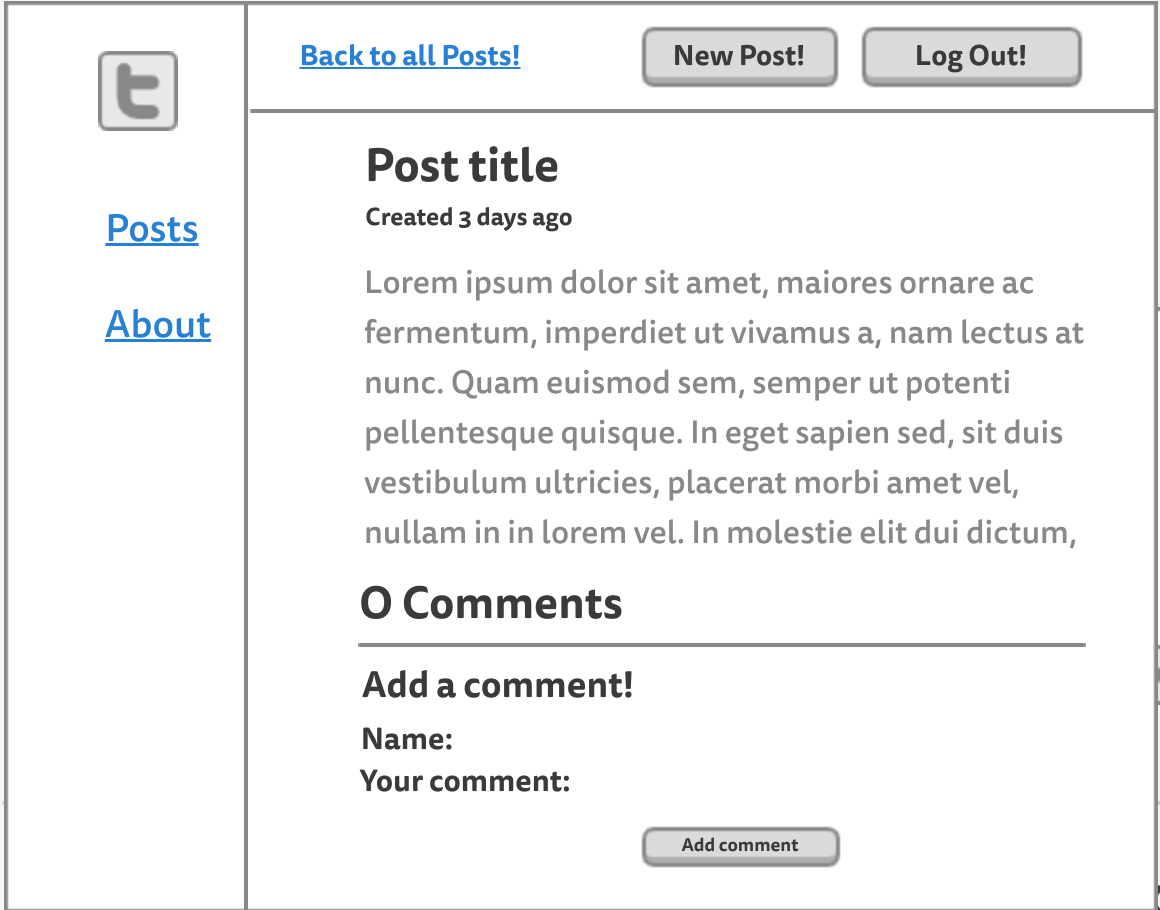 t
Posts
About
Back to all Posts!
New Post!
Log Out!
Post title
Created 3 days ago
Lorem ipsum dolor sit amet, maiores ornare ac
fermentum, imperdiet ut vivamus a, nam lectus at
nunc. Quam euismod sem, semper ut potenti
pellentesque quisque. In eget sapien sed, sit duis
vestibulum ultricies, placerat morbi amet vel,
nullam in in lorem vel. In molestie elit dui dictum,
0 Comments
Add a comment!
Name:
Your comment:
Add comment